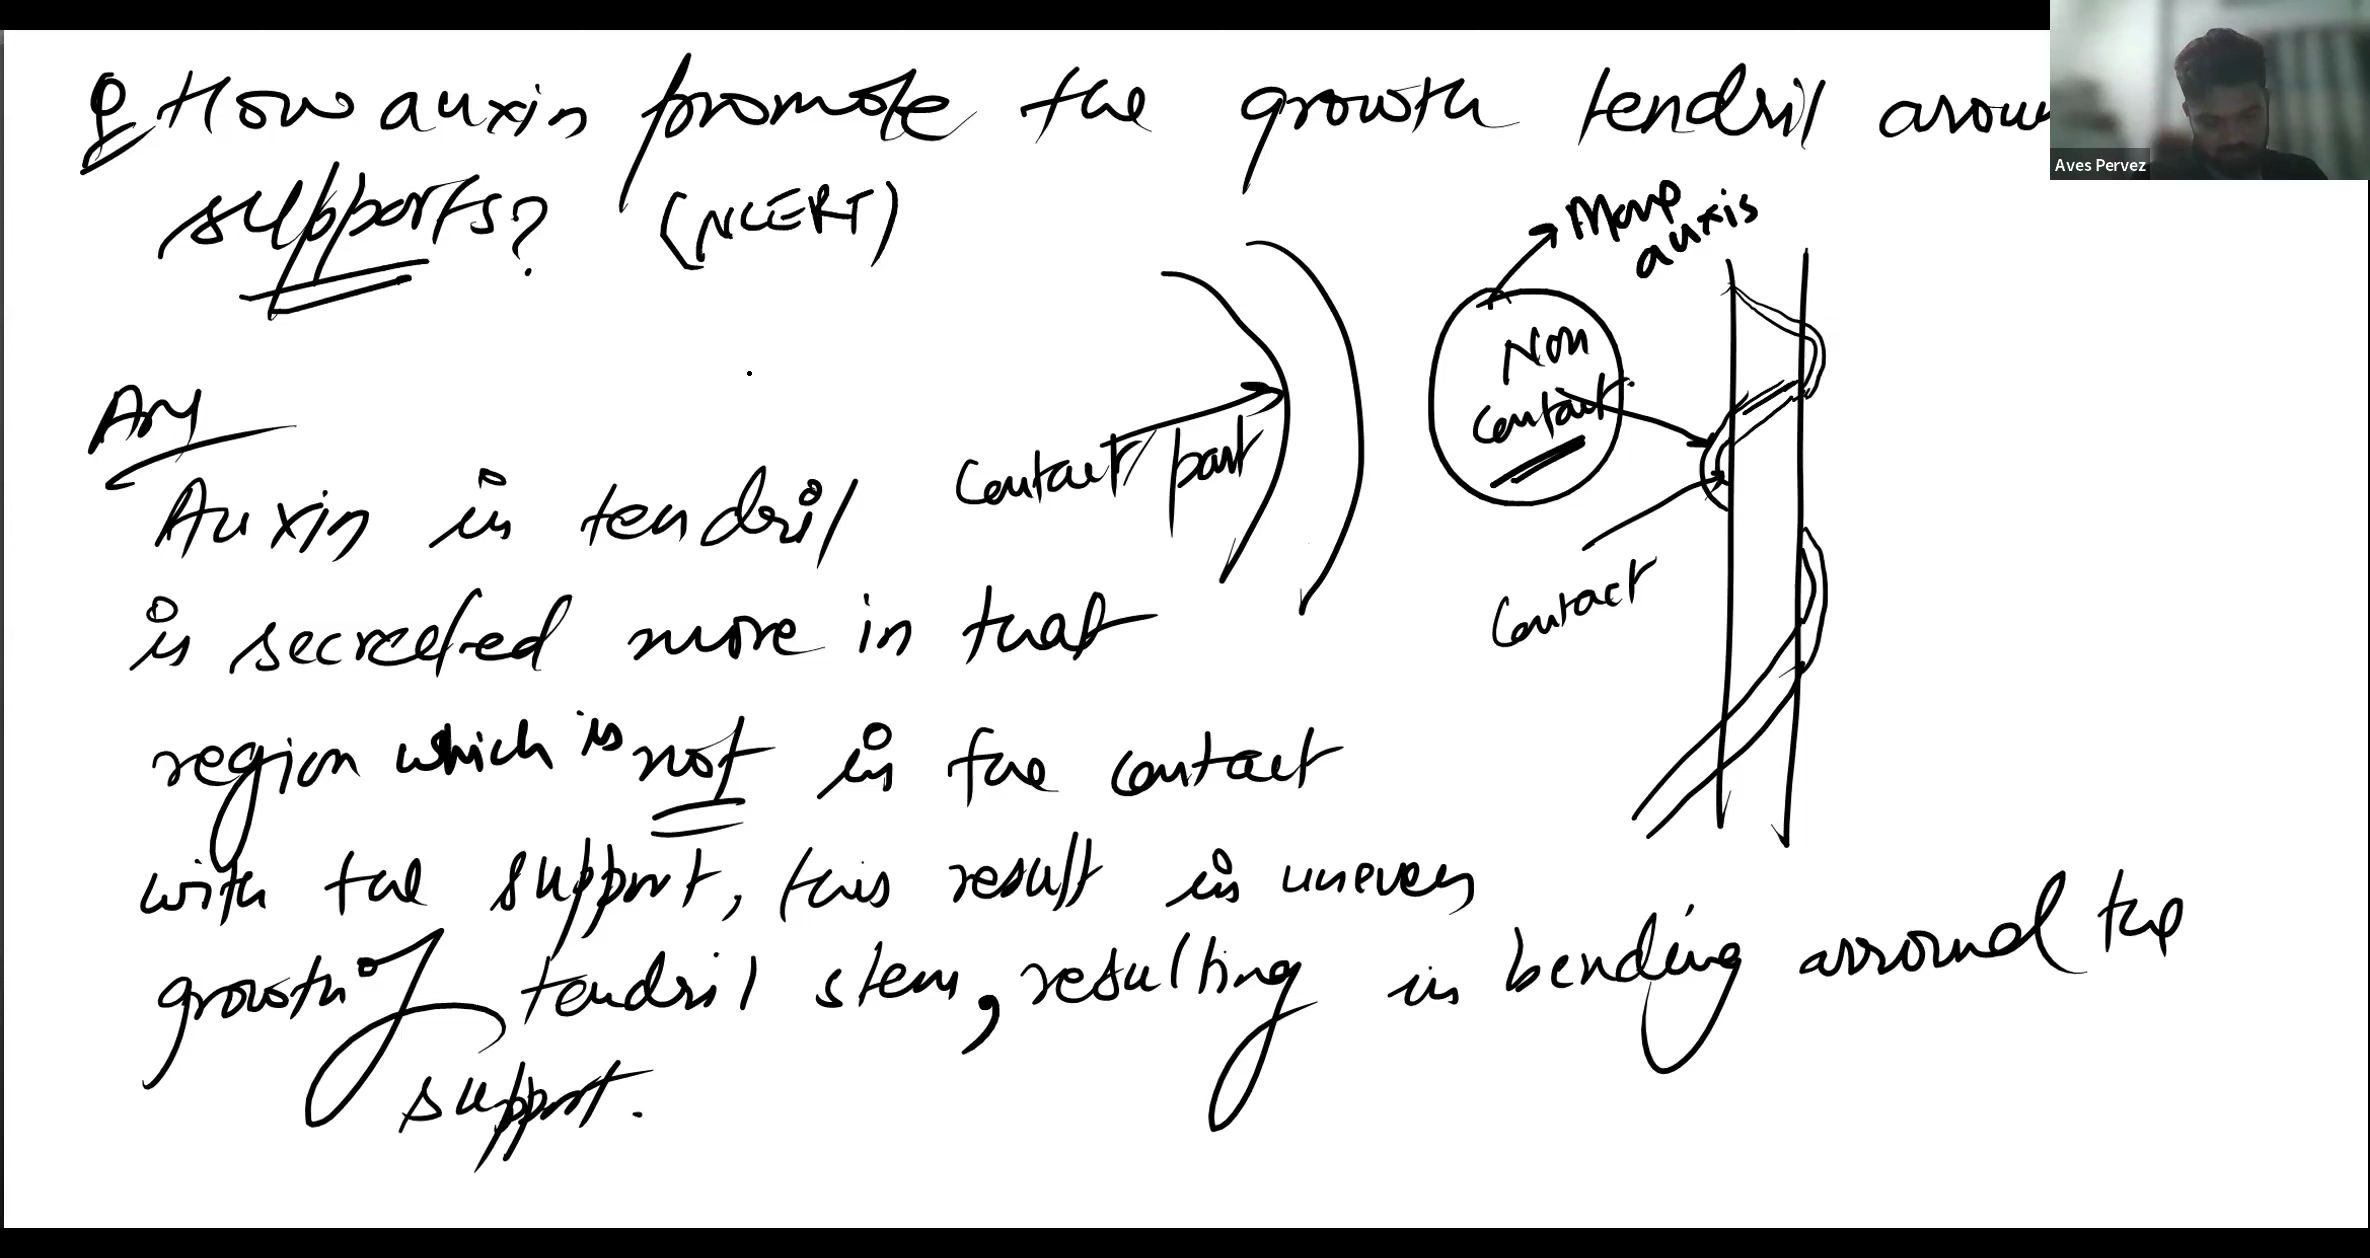 Q How auxin promote the growth tendril aroun
supports? (NCERT)
More
auxin
Non
contact
Contact part
Contact
Ans
Auxin in tendril
is secreted more in that
region which is not in the contact
with the support, this result in uneven
growth of tendril stem, resulting in bending arround the
support.
Aves Pervez